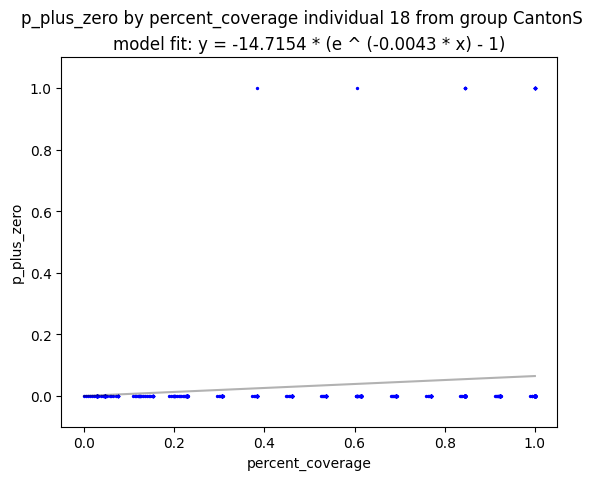 p_plus_zero by percent_coverage individual 18 from group CantonS
model fit: y = -14.7154 * (e ^ (-0.0043 * x) - 1)
1.0
0.8
0.6
0.4
0.2
0.0
p_plus_zero
0.0 0.2 0.4 0.6 0.8 1.0
percent_coverage